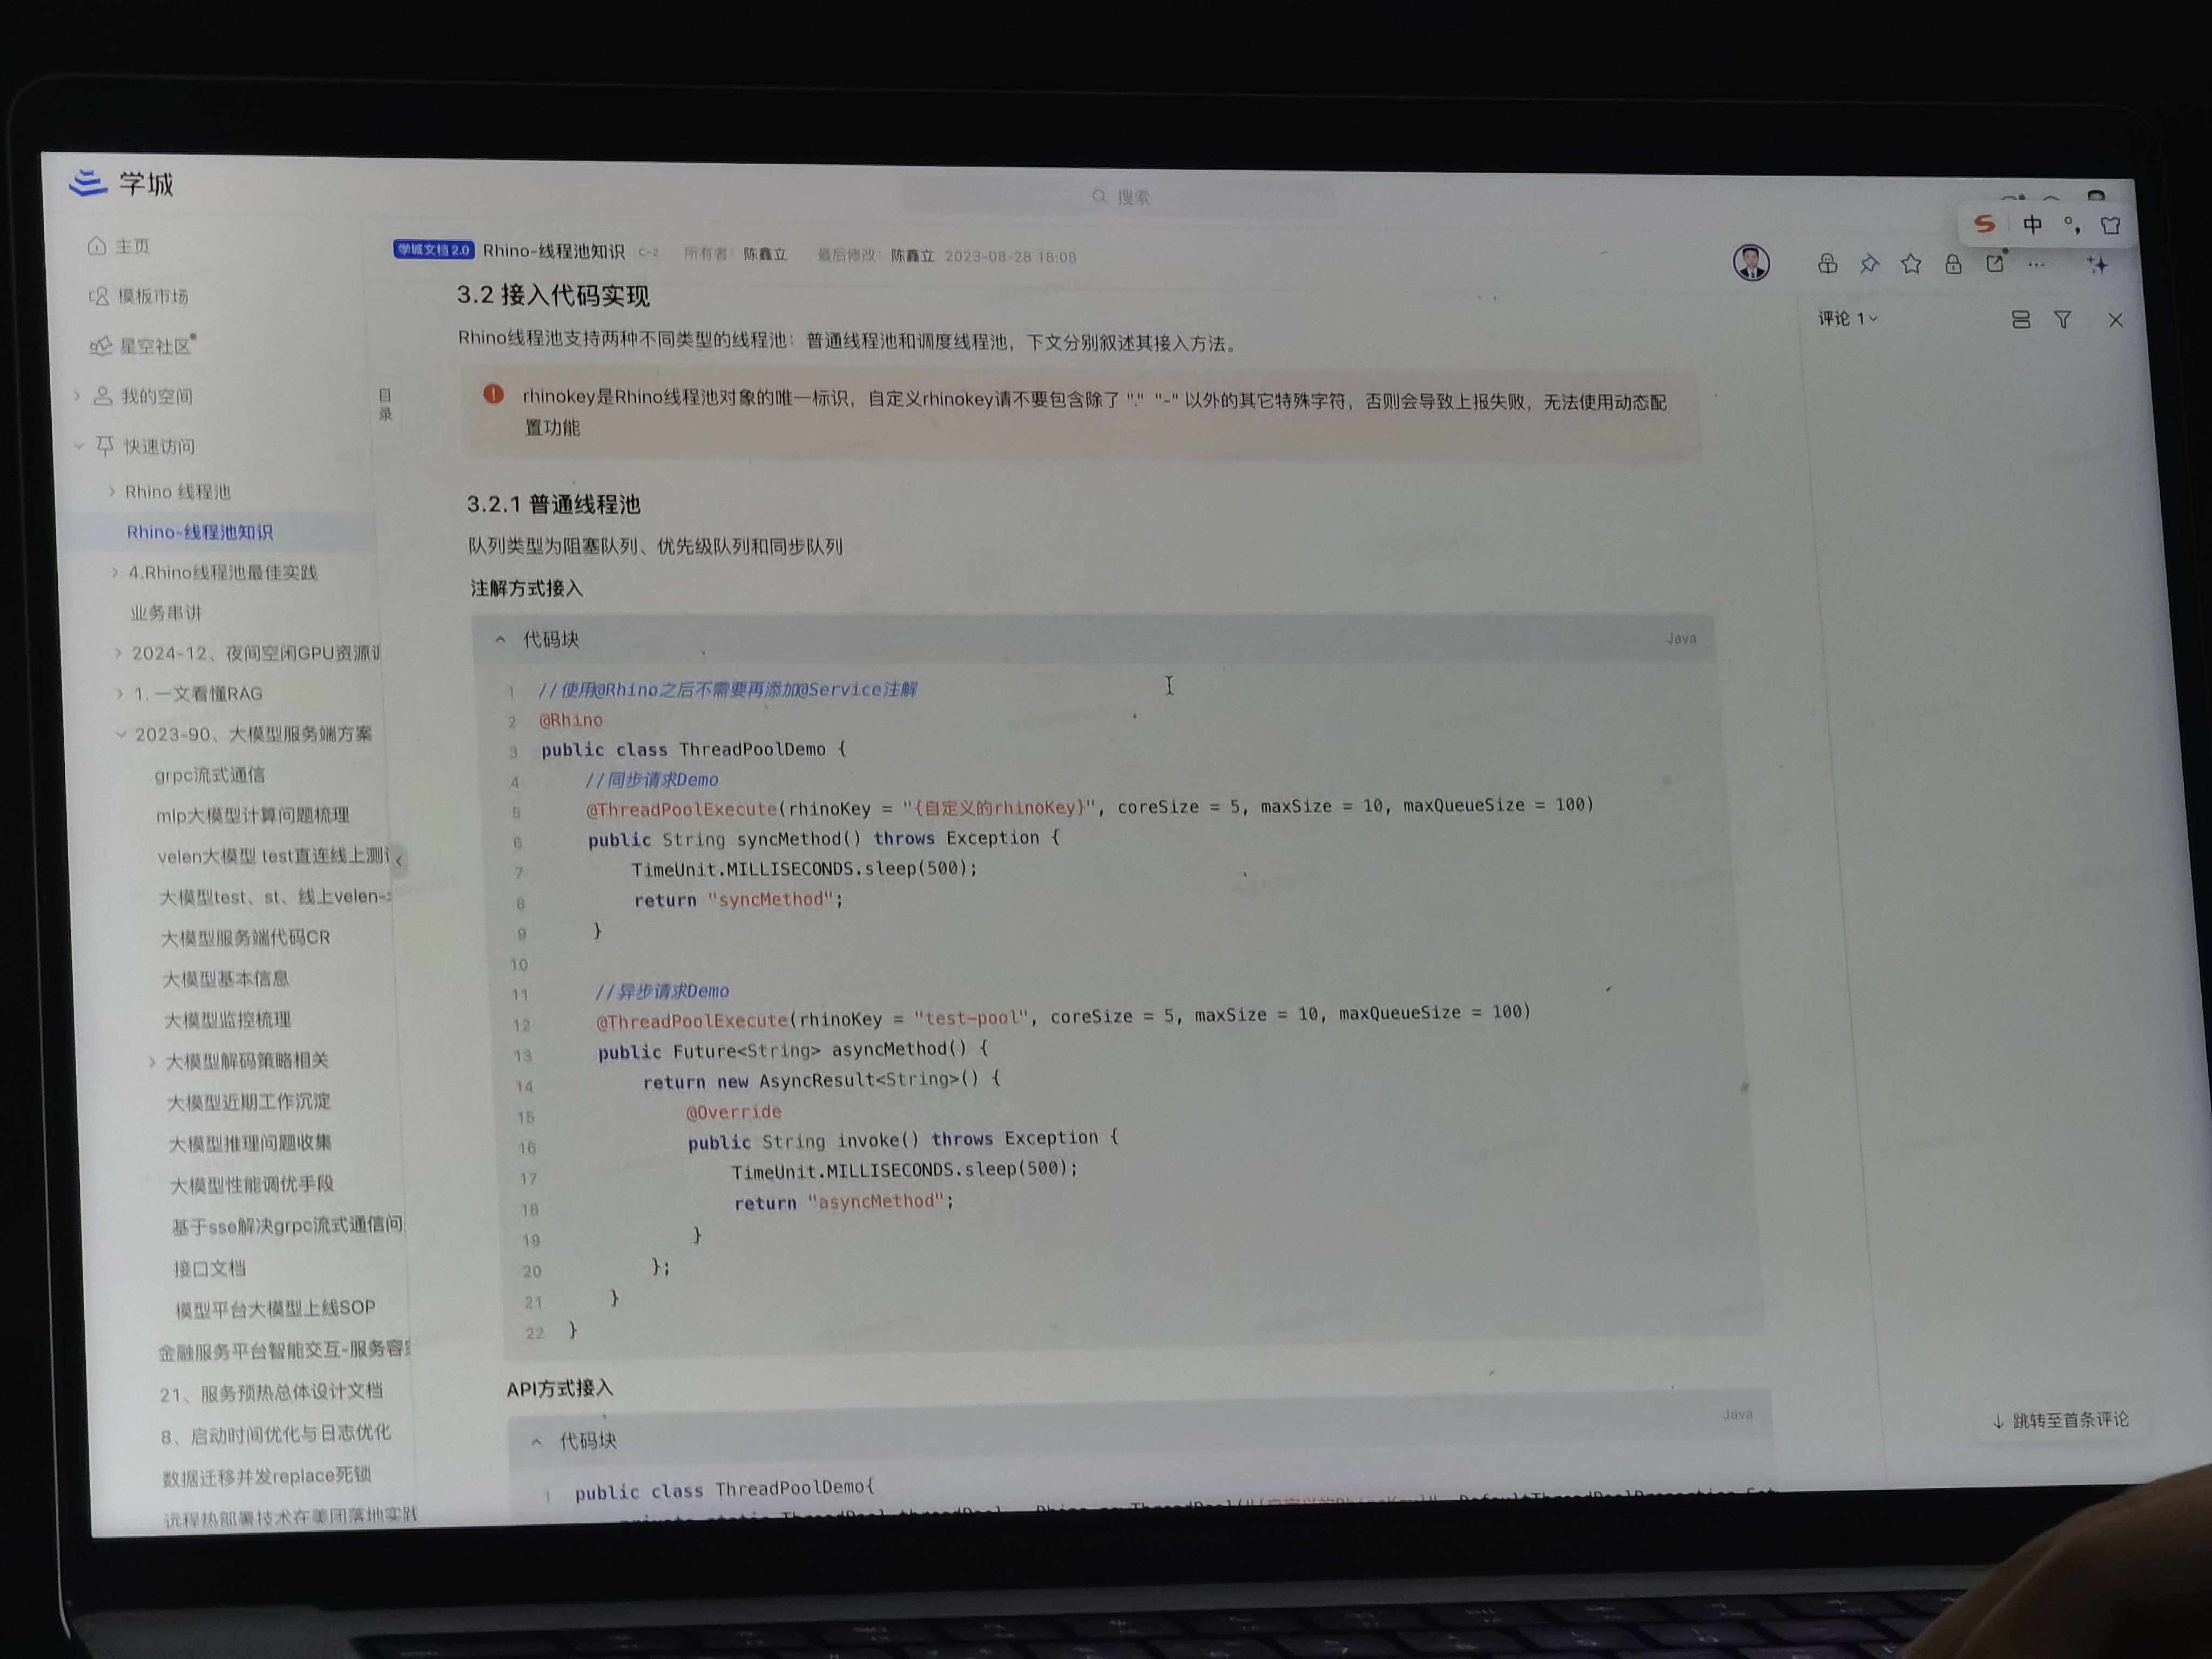 学城
搜索
中
主页
模板市场
星空社区
我的空间
快速访问
Rhino 线程池
Rhino-线程池知识
4.Rhino线程池最佳实践
业务串讲
2024-12、夜间空闲GPU资源
1. 一文看懂RAG
2023-90、大模型服务端方案
grpc流式通信
mlp大模型计算问题梳理
velen大模型 test直连线上测
大模型test、st、线上velen-
大模型服务端代码CR
大模型基本信息
大模型监控梳理
大模型解码策略相关
大模型近期工作沉淀
大模型推理问题收集
大模型性能调优手段
基于sse解决grpc流式通信问
接口文档
模型平台大模型上线SOP
金融服务平台智能交互-服务容
21、服务预热总体设计文档
8、启动时间优化与日志优化
数据迁移并发replace死锁
远程热部署技术在美团落地实践
目录
学城文档 2.0 Rhino-线程池知识 C-2 所有者: 陈鑫立 最后修改: 陈鑫立 2023-08-28 18:08
3.2 接入代码实现
Rhino线程池支持两种不同类型的线程池：普通线程池和调度线程池，下文分别叙述其接入方法。
rhinokey是Rhino线程池对象的唯一标识，自定义rhinokey请不要包含除了 "." "-" 以外的其它特殊字符，否则会导致上报失败，无法使用动态配
置功能
3.2.1 普通线程池
队列类型为阻塞队列、优先级队列和同步队列
注解方式接入
代码块 Java
1 //使用@Rhino之后不需要再添加@Service注解
2 @Rhino
3 public class ThreadPoolDemo {
4 //同步请求Demo
5 @ThreadPoolExecute(rhinoKey = "{自定义的rhinoKey}", coreSize = 5, maxSize = 10, maxQueueSize = 100)
6 public String syncMethod() throws Exception {
7 TimeUnit.MILLISECONDS.sleep(500);
8 return "syncMethod";
9 }
10
11 //异步请求Demo
12 @ThreadPoolExecute(rhinoKey = "test-pool", coreSize = 5, maxSize = 10, maxQueueSize = 100)
13 public Future<String> asyncMethod() {
14 return new AsyncResult<String>() {
15 @Override
16 public String invoke() throws Exception {
17 TimeUnit.MILLISECONDS.sleep(500);
18 return "asyncMethod";
19 }
20 };
21 }
22 }
API方式接入
代码块 Java
1 public class ThreadPoolDemo{
评论 1
跳转至首条评论